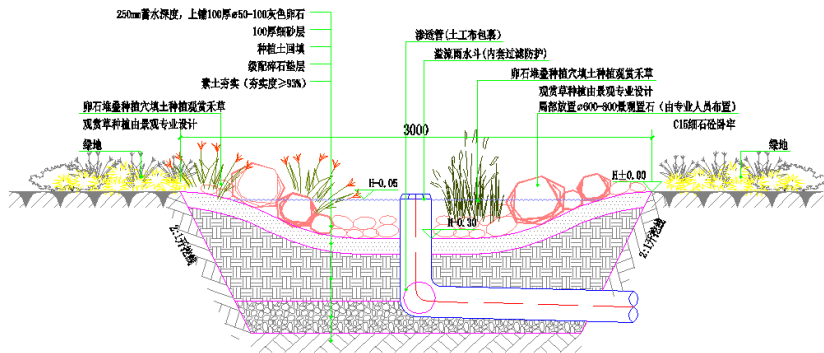 250mm蓄水深度，上铺100厚ø50-100灰色卵石
100厚细砂层
种植土回填
级配碎石垫层
素土夯实（夯实度≥93%）
渗透管(土工布包裹)
溢流雨水斗(内套过滤防护)
卵石堆叠种植穴填土种植观赏禾草
观赏草种植由景观专业设计
局部放置ø600-800景观置石（由专业人员布置）
C15细石砼卧牢
卵石堆叠种植穴填土种植观赏禾草
观赏草种植由景观专业设计
绿地
3000
绿地
H-0.05
H±0.00
H-0.30
2:1开挖线
2:1开挖线